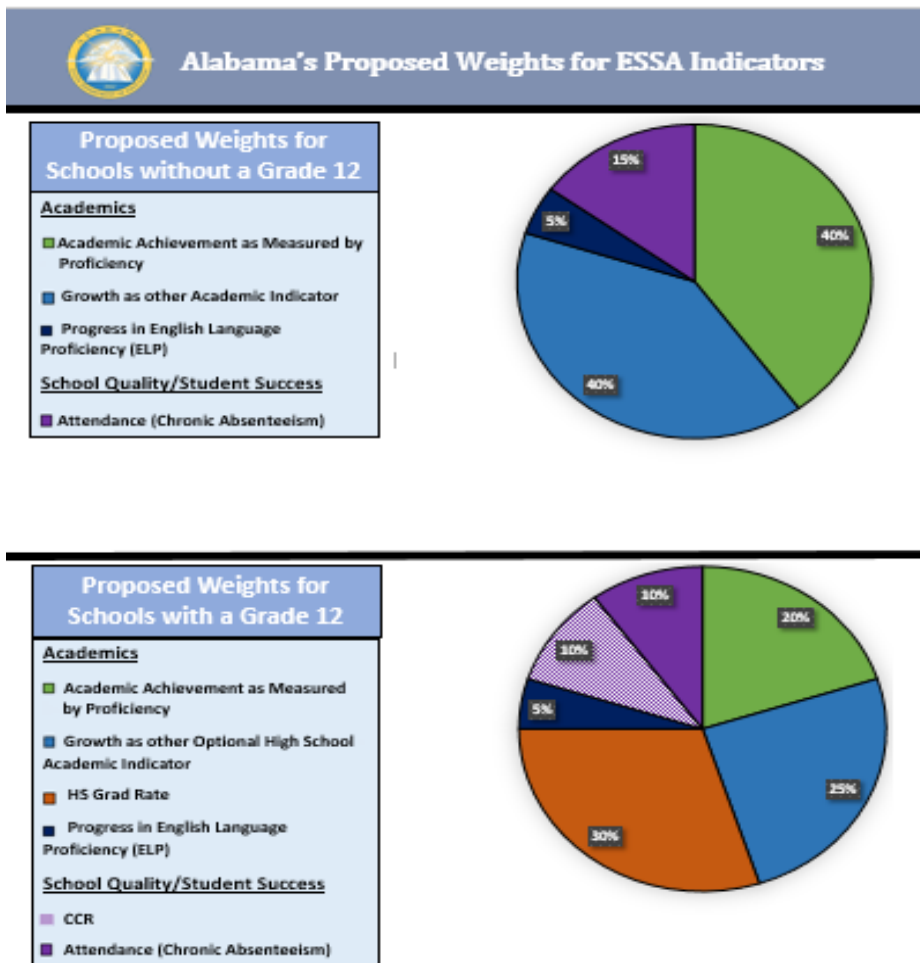 Alabama's Proposed Weights for ESSA Indicators
Proposed Weights for
Schools without a Grade 12
Academics
Academic Achievement as Measured by
Proficiency
Growth as other Academic Indicator
Progress in English Language
Proficiency (ELP)
School Quality/Student Success
Attendance (Chronic Absenteeism)
15%
5%
40%
40%
Proposed Weights for
Schools with a Grade 12
Academics
Academic Achievement as Measured
by Proficiency
Growth as other Optional High School
Academic Indicator
HS Grad Rate
Progress in English Language
Proficiency (ELP)
School Quality/Student Success
CCR
Attendance (Chronic Absenteeism)
10%
20%
10%
5%
25%
30%